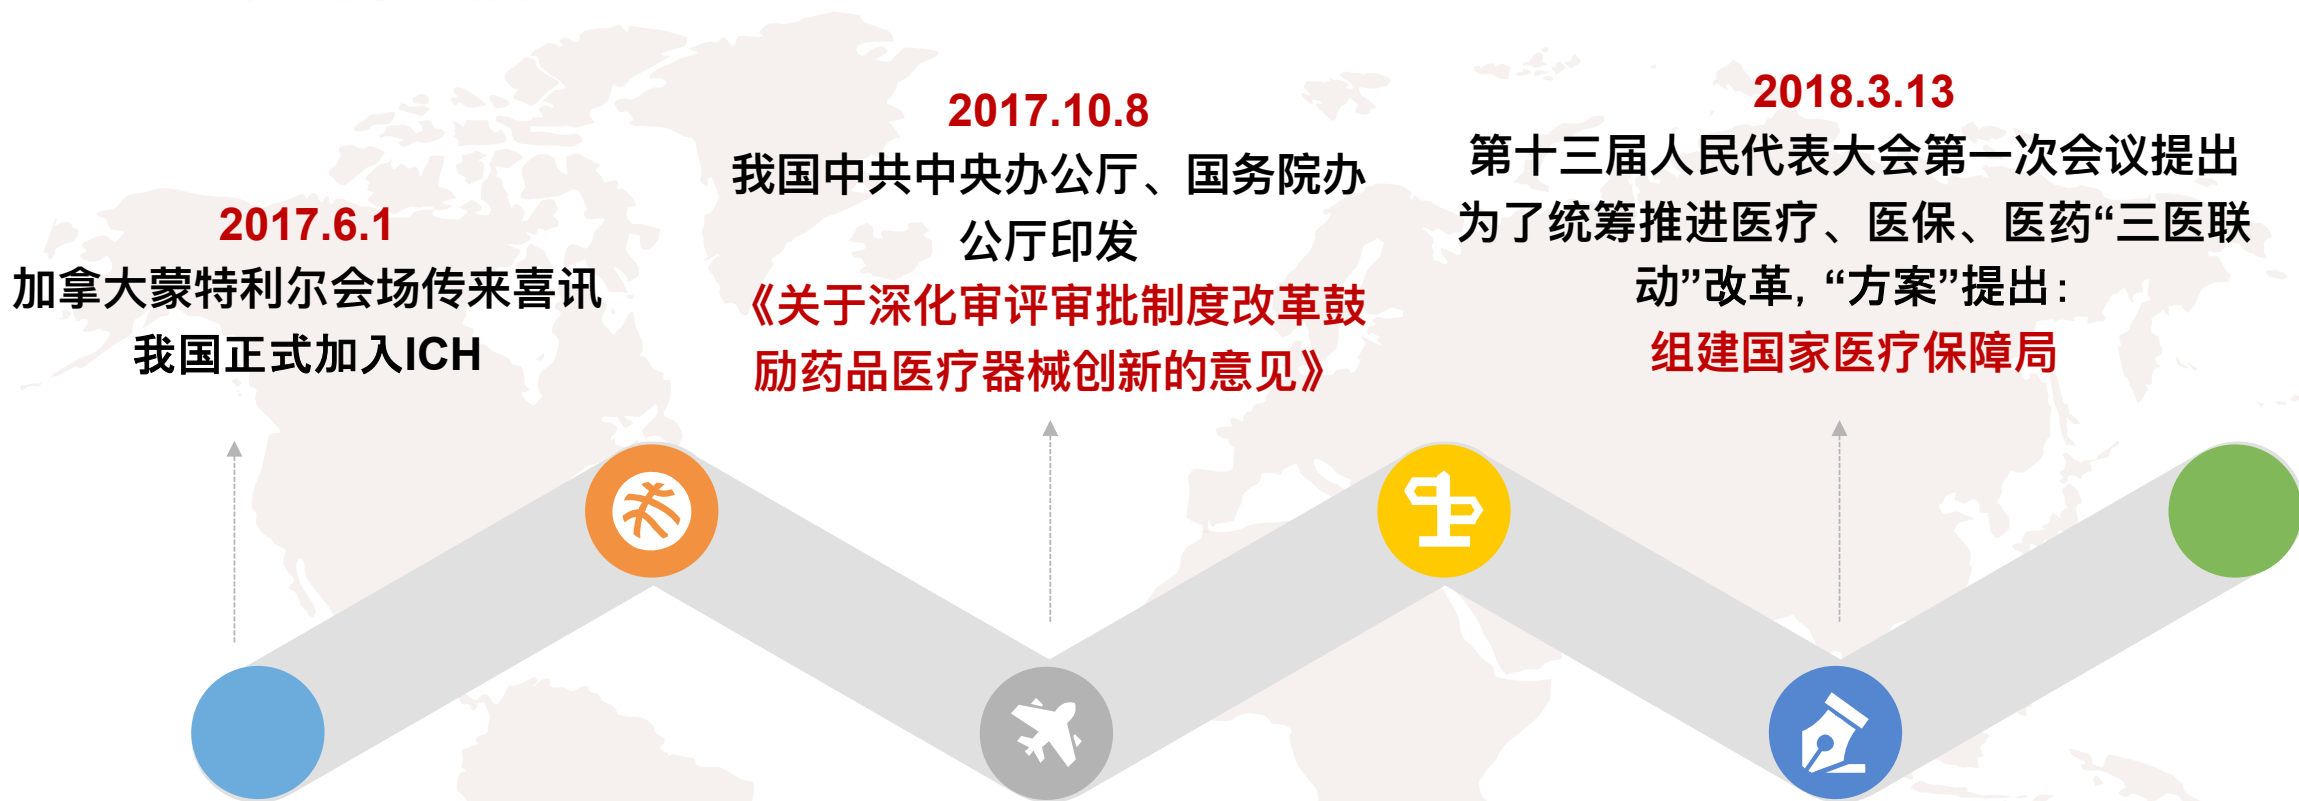 2017.6.1
加拿大蒙特利尔会场传来喜讯
我国正式加入ICH
2017.10.8
我国中共中央办公厅、国务院办
公厅印发
《关于深化审评审批制度改革鼓
励药品医疗器械创新的意见》
2018.3.13
第十三届人民代表大会第一次会议提出
为了统筹推进医疗、医保、医药“三医联
动”改革,“方案”提出：
组建国家医疗保障局